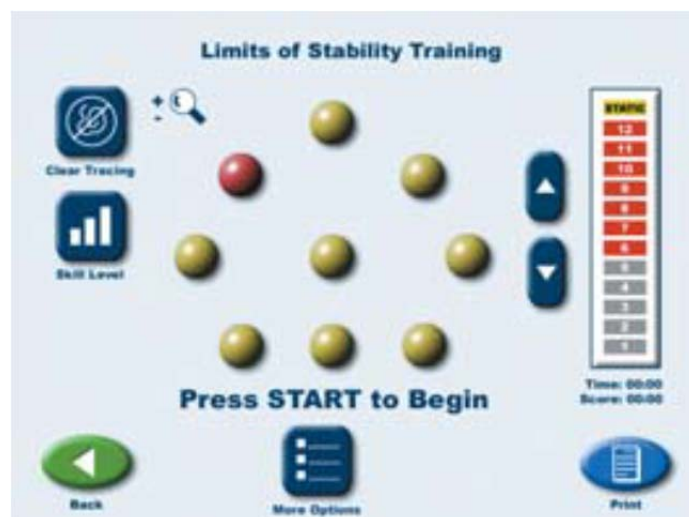 Limits of Stability Training
+
-
Clear Tracing
Skill Level
STATIC
12
11
10
9
8
7
6
5
4
3
2
1
Time: 00:00
Score: 00:00
Press START to Begin
Back
More Options
Print